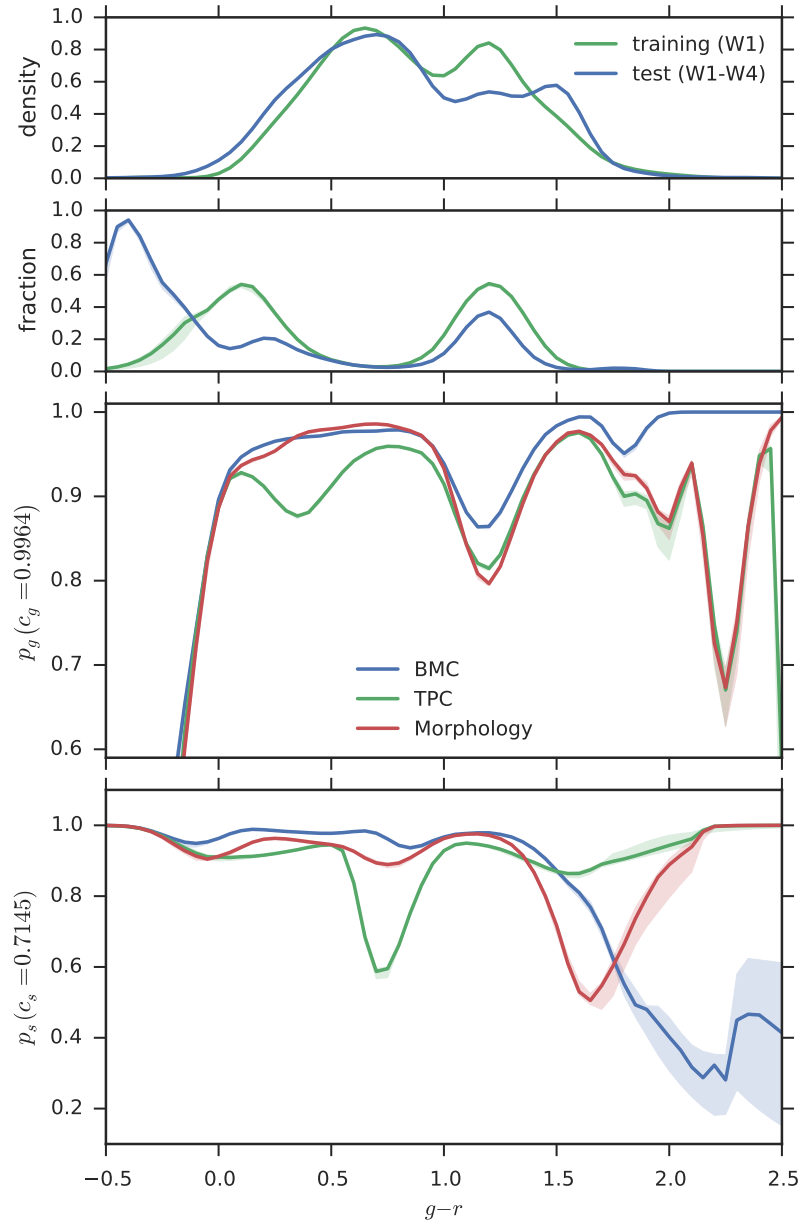 1.0
0.8
0.6
0.4
0.2
0.0
density
training (W1)
test (W1-W4)
1.0
0.8
0.6
0.4
0.2
0.0
fraction
1.0
0.9
0.8
0.7
0.6
p_g (c_g = 0.9964)
BMC
TPC
Morphology
1.0
0.8
0.6
0.4
0.2
p_s (c_s = 0.7145)
−0.5 0.0 0.5 1.0 1.5 2.0 2.5
g−r